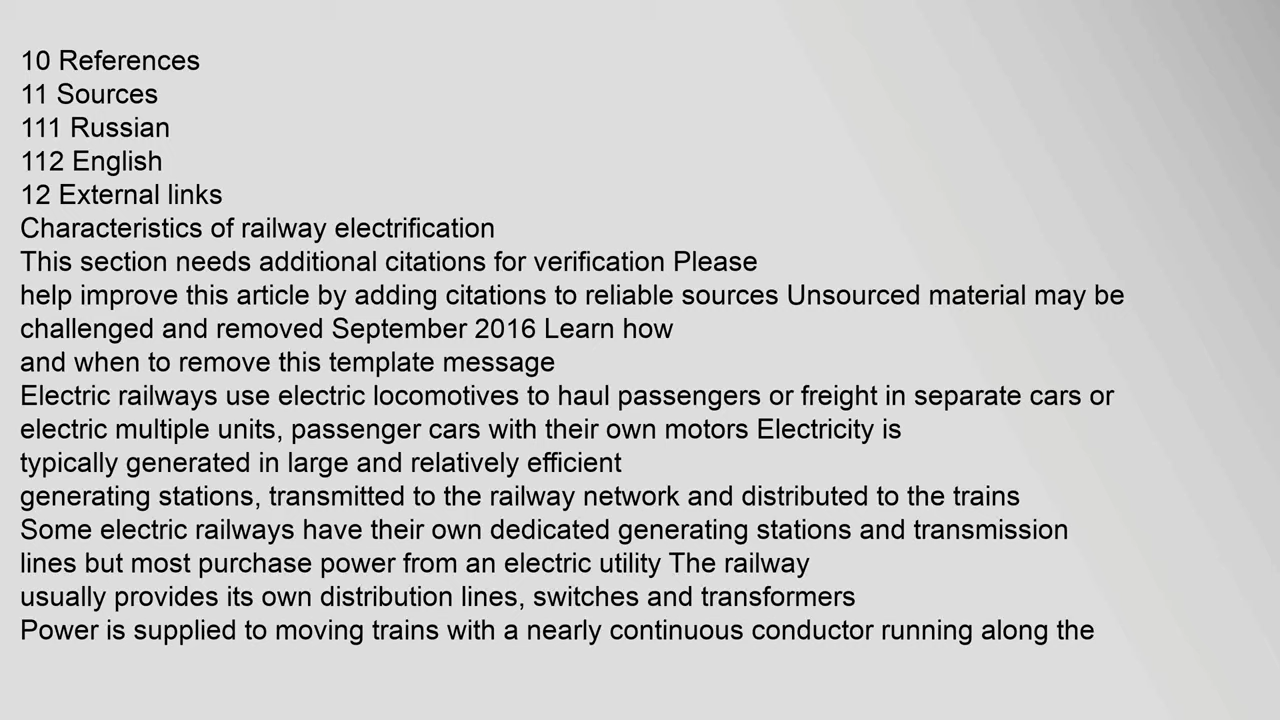 10 References
11 Sources
111 Russian
112 English
12 External links
Characteristics of railway electrification
This section needs additional citations for verification Please
help improve this article by adding citations to reliable sources Unsourced material may be
challenged and removed September 2016 Learn how
and when to remove this template message
Electric railways use electric locomotives to haul passengers or freight in separate cars or
electric multiple units, passenger cars with their own motors Electricity is
typically generated in large and relatively efficient
generating stations, transmitted to the railway network and distributed to the trains
Some electric railways have their own dedicated generating stations and transmission
lines but most purchase power from an electric utility The railway
usually provides its own distribution lines, switches and transformers
Power is supplied to moving trains with a nearly continuous conductor running along the